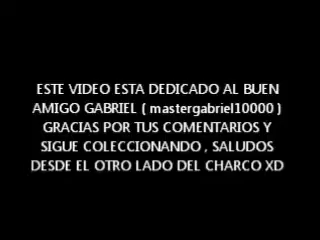 ESTE VIDEO ESTA DEDICADO AL BUEN
AMIGO GABRIEL ( mastergabriel10000 )
GRACIAS POR TUS COMENTARIOS Y
SIGUE COLECCIONANDO , SALUDOS
DESDE EL OTRO LADO DEL CHARCO XD